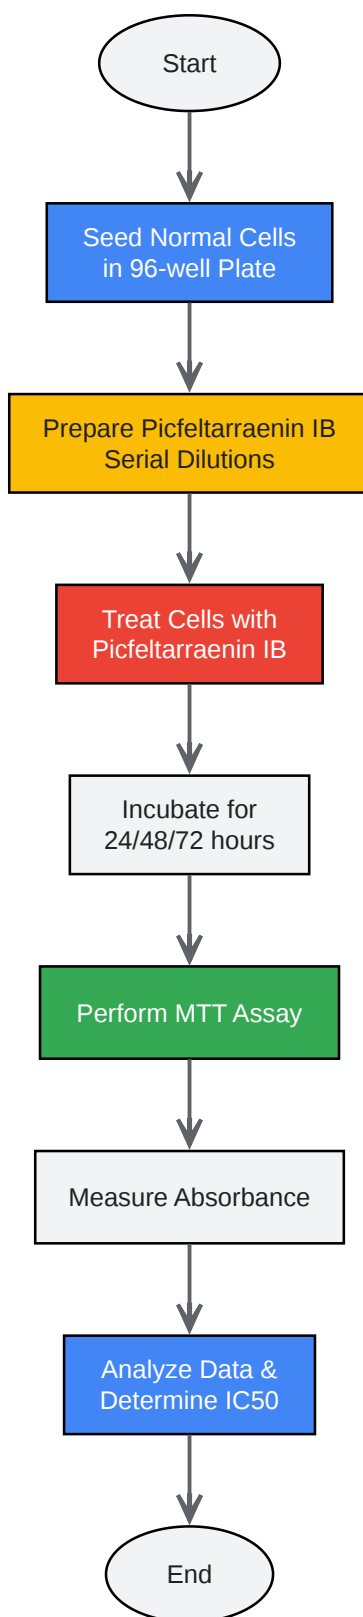 Start
Seed Normal Cells
in 96-well Plate
Prepare Picfeltarraenin IB
Serial Dilutions
Treat Cells with
Picfeltarraenin IB
Incubate for
24/48/72 hours
Perform MTT Assay
Measure Absorbance
Analyze Data &
Determine IC50
End